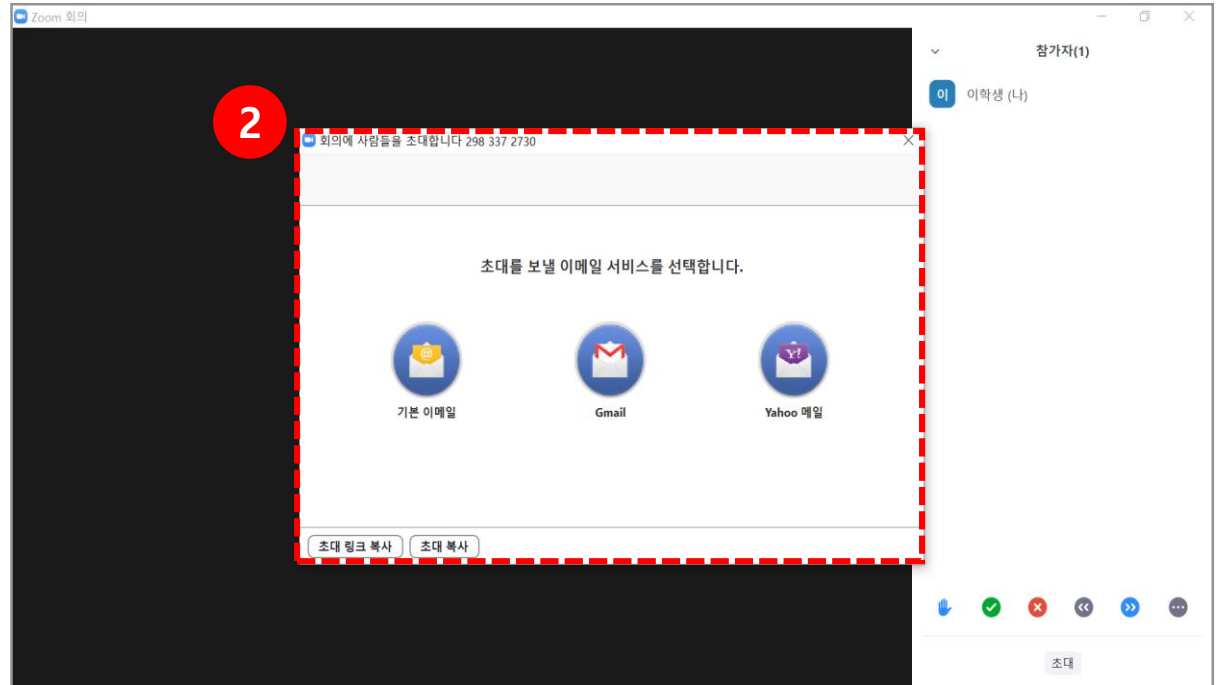 Zoom 회의
참가자(1)
이 이학생 (나)
2
회의에 사람들을 초대합니다 298 337 2730
초대를 보낼 이메일 서비스를 선택합니다.
@
Y!
기본 이메일
Gmail
Yahoo 메일
초대 링크 복사
초대 복사
초대